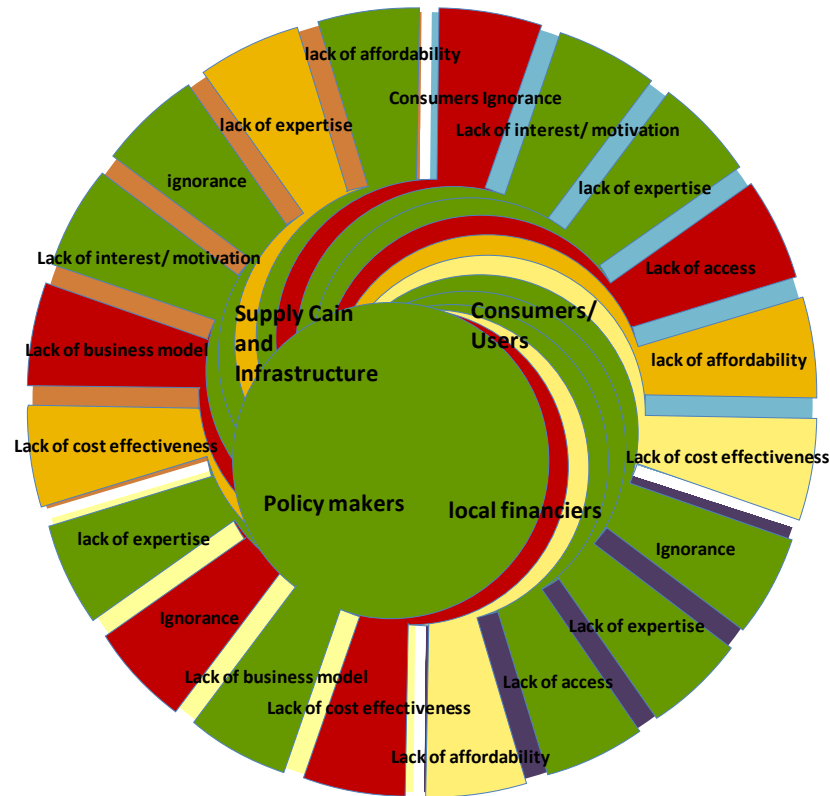 lack of affordability
Consumers Ignorance
lack of expertise
Lack of interest/ motivation
ignorance
lack of expertise
Lack of interest/ motivation
Lack of access
Supply Cain
and
Infrastructure
Consumers/
Users
Lack of business model
lack of affordability
Lack of cost effectiveness
Lack of cost effectiveness
Policy makers
local financiers
lack of expertise
Ignorance
Ignorance
Lack of expertise
Lack of business model
Lack of access
Lack of cost effectiveness
Lack of affordability